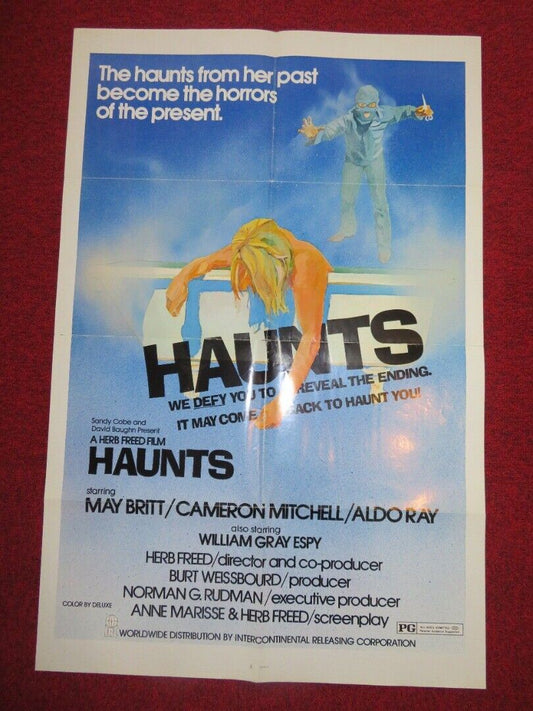 The haunts from her past
become the horrors
of the present.
HAUNTS
WE DEFY YOU TO REVEAL THE ENDING.
IT MAY COME BACK TO HAUNT YOU!
Sandy Cobe and
David Baughn Present
A HERB FREED FILM
HAUNTS
starring
MAY BRITT/CAMERON MITCHELL/ALDO RAY
also starring
WILLIAM GRAY ESPY
HERB FREED/director and co-producer
BURT WEISSBOURD/producer
NORMAN G. RUDMAN/executive producer
ANNE MARISSE & HERB FREED/screenplay
COLOR BY DELUXE
PG
WORLDWIDE DISTRIBUTION BY INTERCONTINENTAL RELEASING CORPORATION